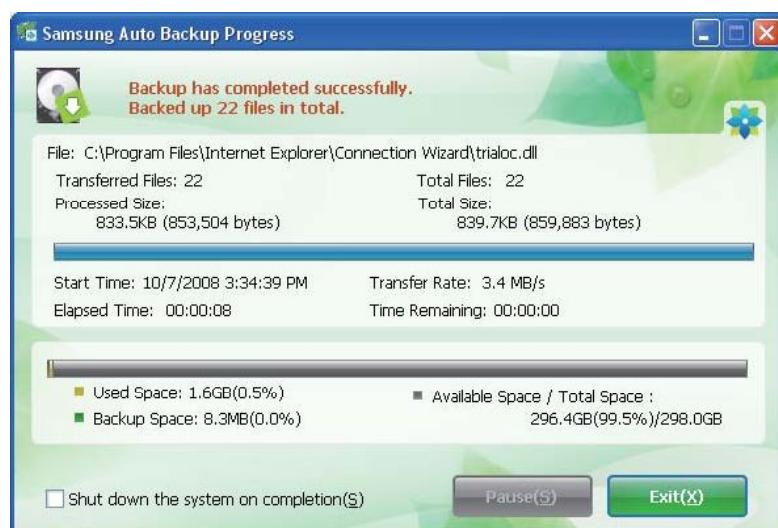 Samsung Auto Backup Progress
Backup has completed successfully.
Backed up 22 files in total.
File: C:\Program Files\Internet Explorer\Connection Wizard\trialoc.dll
Transferred Files: 22 Total Files: 22
Processed Size: Total Size:
833.5KB (853,504 bytes) 839.7KB (859,883 bytes)
Start Time: 10/7/2008 3:34:39 PM Transfer Rate: 3.4 MB/s
Elapsed Time: 00:00:08 Time Remaining: 00:00:00
Used Space: 1.6GB(0.5%) Available Space / Total Space :
Backup Space: 8.3MB(0.0%) 296.4GB(99.5%)/298.0GB
Shut down the system on completion(S) Pause(S) Exit(X)